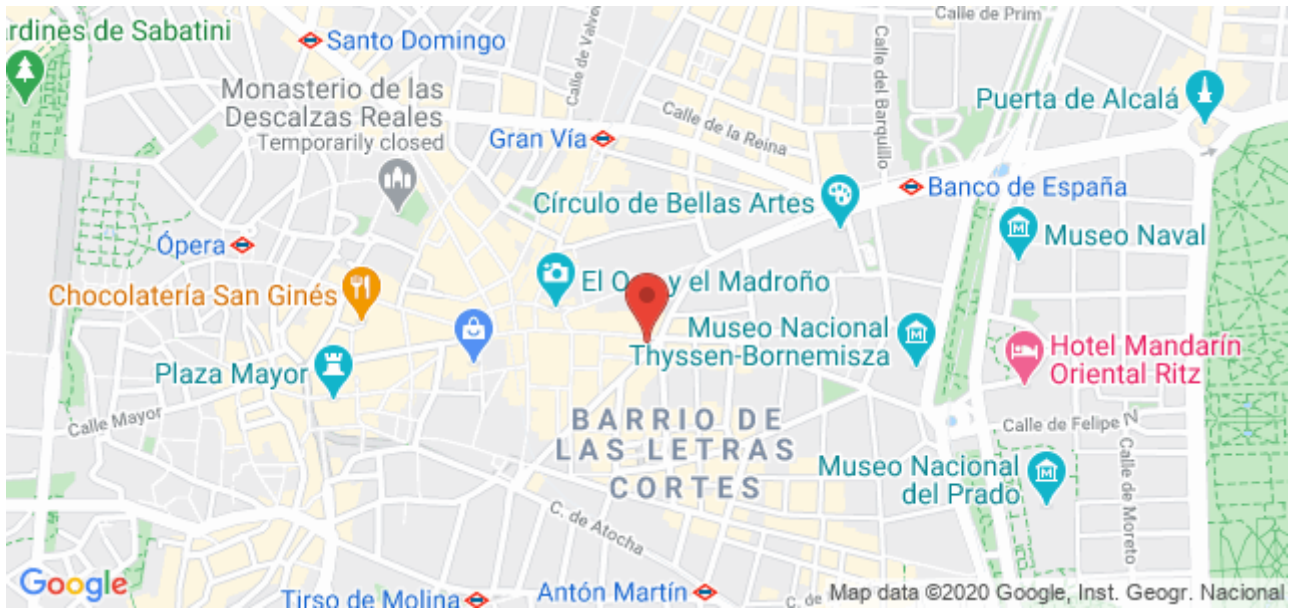 Calle de Prim
rdines de Sabatini
Santo Domingo
Calle de Valver
Calle del Barquillo
Monasterio de las
Descalzas Reales
Temporarily closed
Puerta de Alcalá
Gran Vía
Calle de la Reina
Banco de España
Círculo de Bellas Artes
Ópera
Museo Naval
El O y el Madroño
Chocolatería San Ginés
Museo Nacional
Thyssen-Bornemisza
Hotel Mandarín
Oriental Ritz
Plaza Mayor
Calle Mayor
BARRIO DE
LAS LETRAS
CORTES
Calle de Felipe
Calle de Moreto
Museo Nacional
del Prado
C. de Atocha
Google
Tirso de Molina
Antón Martín
C. de
Map data ©2020 Google, Inst. Geogr. Nacional